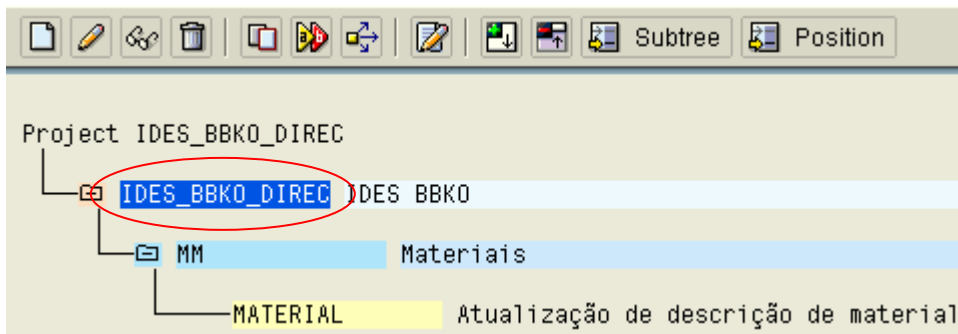 Subtree Position
Project IDES_BBKO_DIREC
IDES_BBKO_DIREC IDES BBKO
MM Materiais
MATERIAL Atualização de descrição de material